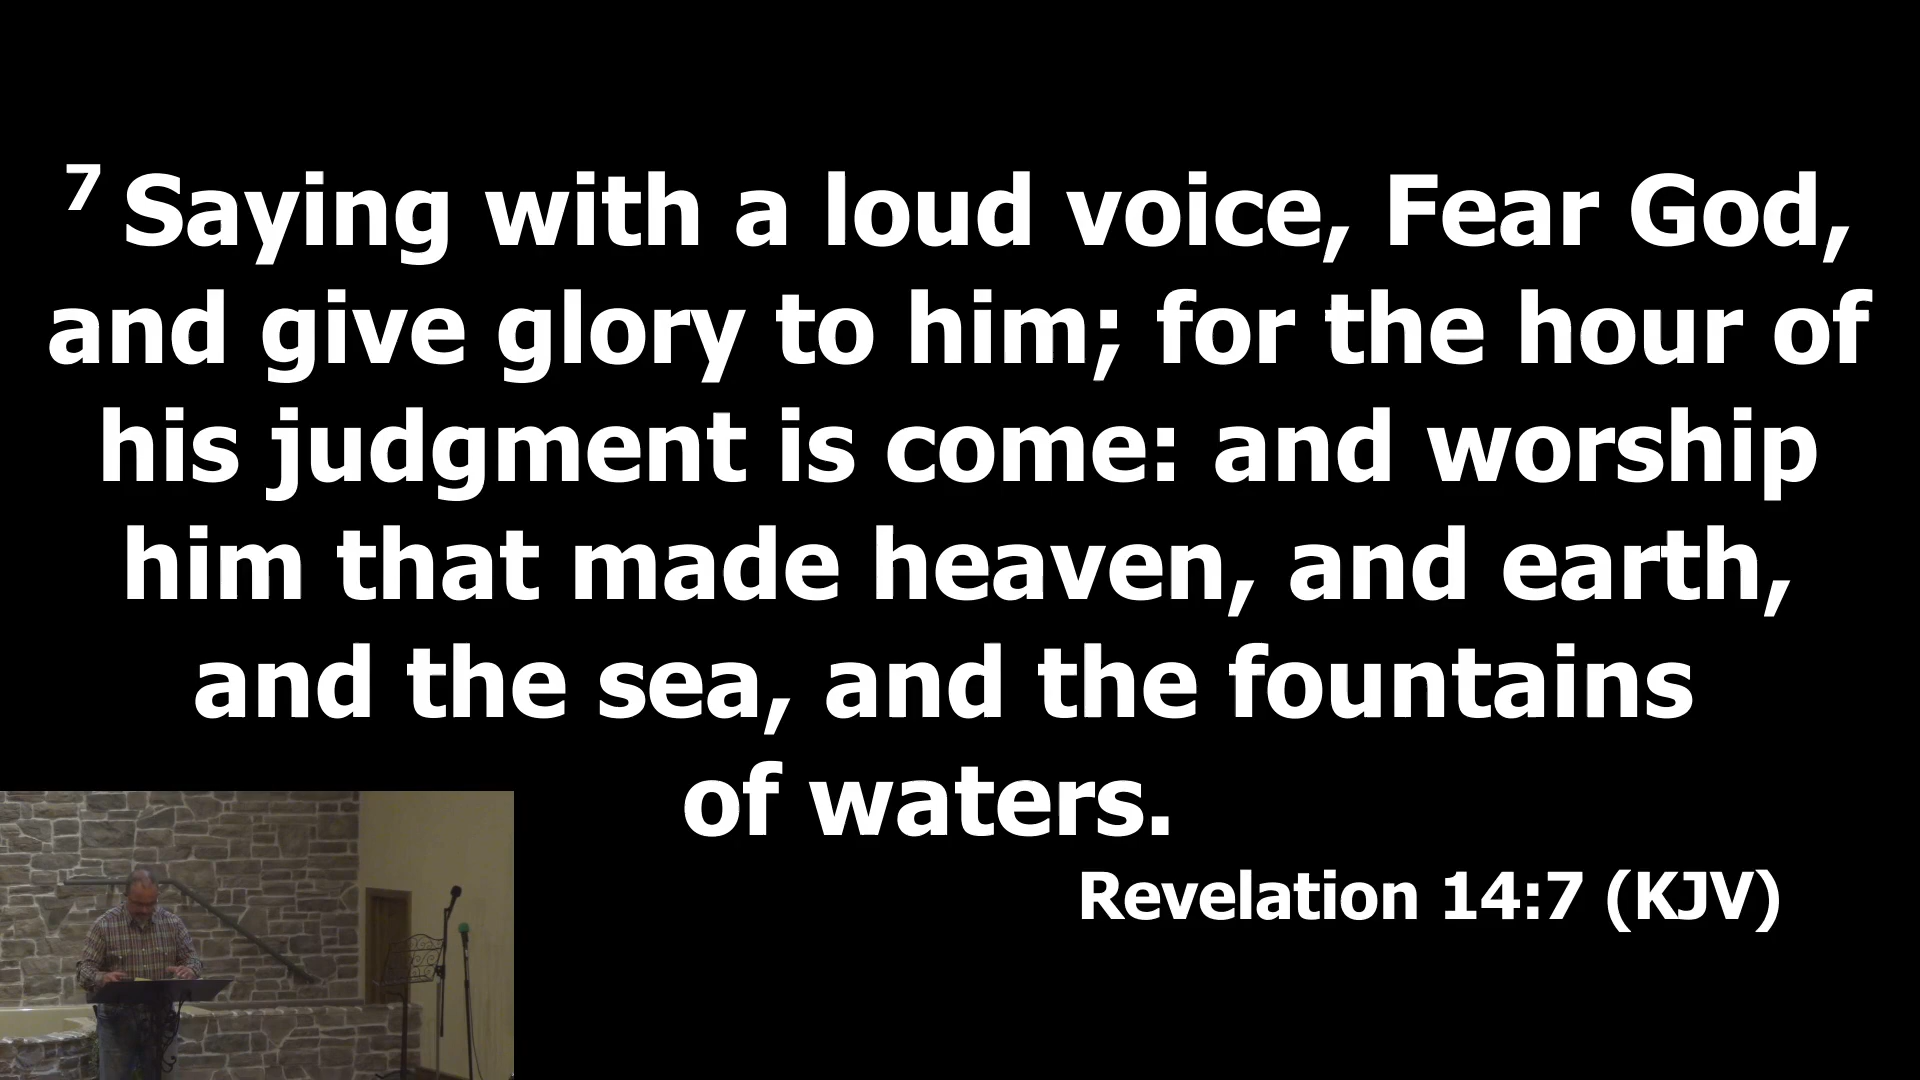 7 Saying with a loud voice, Fear God,
and give glory to him; for the hour of
his judgment is come: and worship
him that made heaven, and earth,
and the sea, and the fountains
of waters.
Revelation 14:7 (KJV)